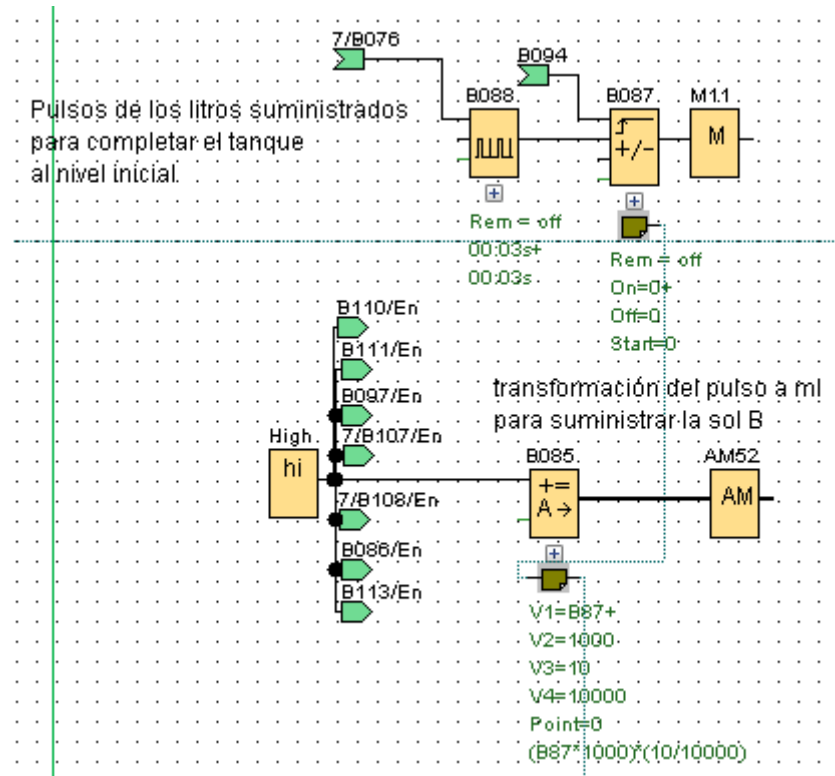 7/B076
B094
B088
B087
M1.1
Pulsos de los litros suministrados
para completar el tanque
al nivel inicial.
+/-
M
Rem = off
00:03s+
00:03s
Rem = off
On=0+
Off=0
Start=0
B110/En
B111/En
B097/En
7/B107/En
High
hi
7/B108/En
B086/En
B113/En
transformación del pulso a ml
para suministrar la sol B
B085
AM52
+=
A→
AM
V1=B87+
V2=1000
V3=10
V4=10000
Point=0
(B87*1000)*(10/10000)